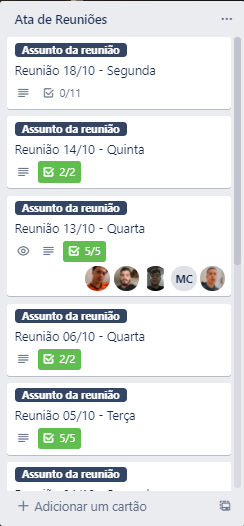 Ata de Reuniões
Assunto da reunião
Reunião 18/10 - Segunda
0/11
Assunto da reunião
Reunião 14/10 - Quinta
2/2
Assunto da reunião
Reunião 13/10 - Quarta
5/5
MC
Assunto da reunião
Reunião 06/10 - Quarta
2/2
Assunto da reunião
Reunião 05/10 - Terça
5/5
Assunto da reunião
Adicionar um cartão